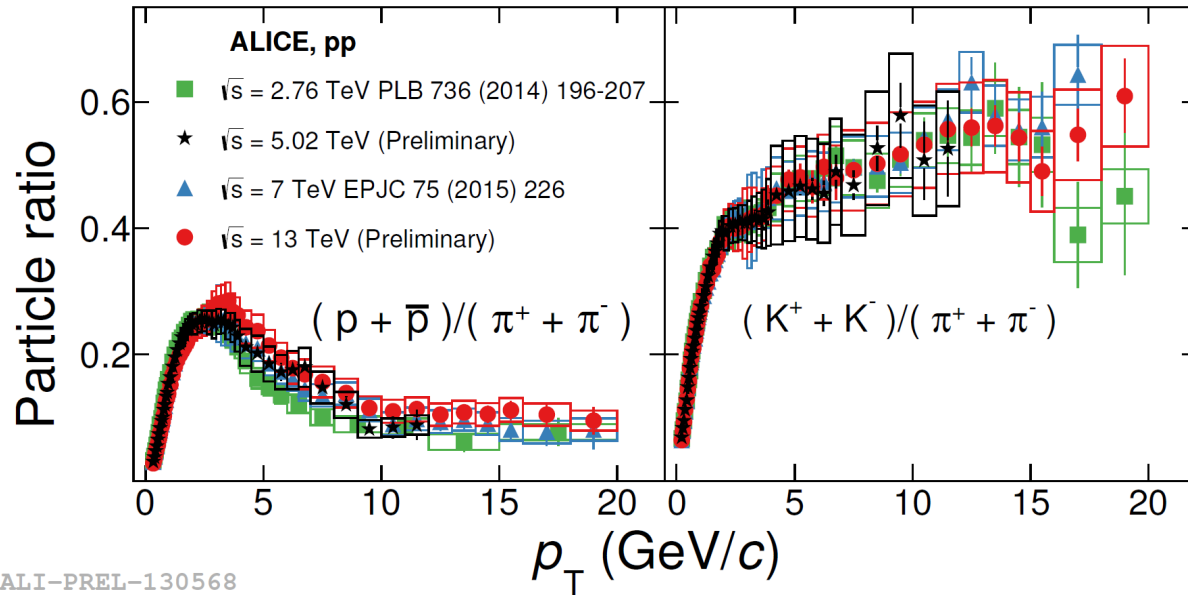 ALICE, pp
√s = 2.76 TeV PLB 736 (2014) 196-207
√s = 5.02 TeV (Preliminary)
√s = 7 TeV EPJC 75 (2015) 226
√s = 13 TeV (Preliminary)
Particle ratio
0.6
0.4
0.2
( p + p̅ )/( π⁺ + π⁻ )
( K⁺ + K⁻ )/( π⁺ + π⁻ )
0 5 10 15 20 0 5 10 15 20
p_T (GeV/c)
ALI-PREL-130568